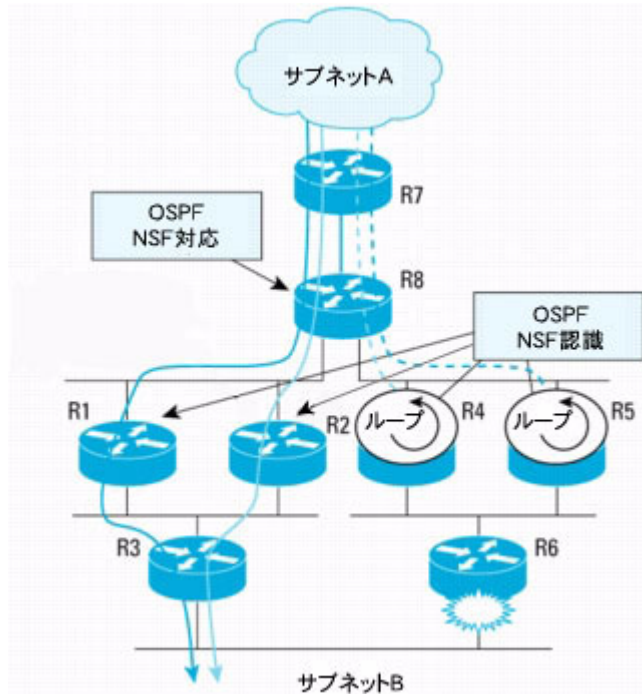 サブネットA
R7
OSPF
NSF対応
R8
OSPF
NSF認識
R1
R2
ループ
R4
ループ
R5
R3
R6
サブネットB